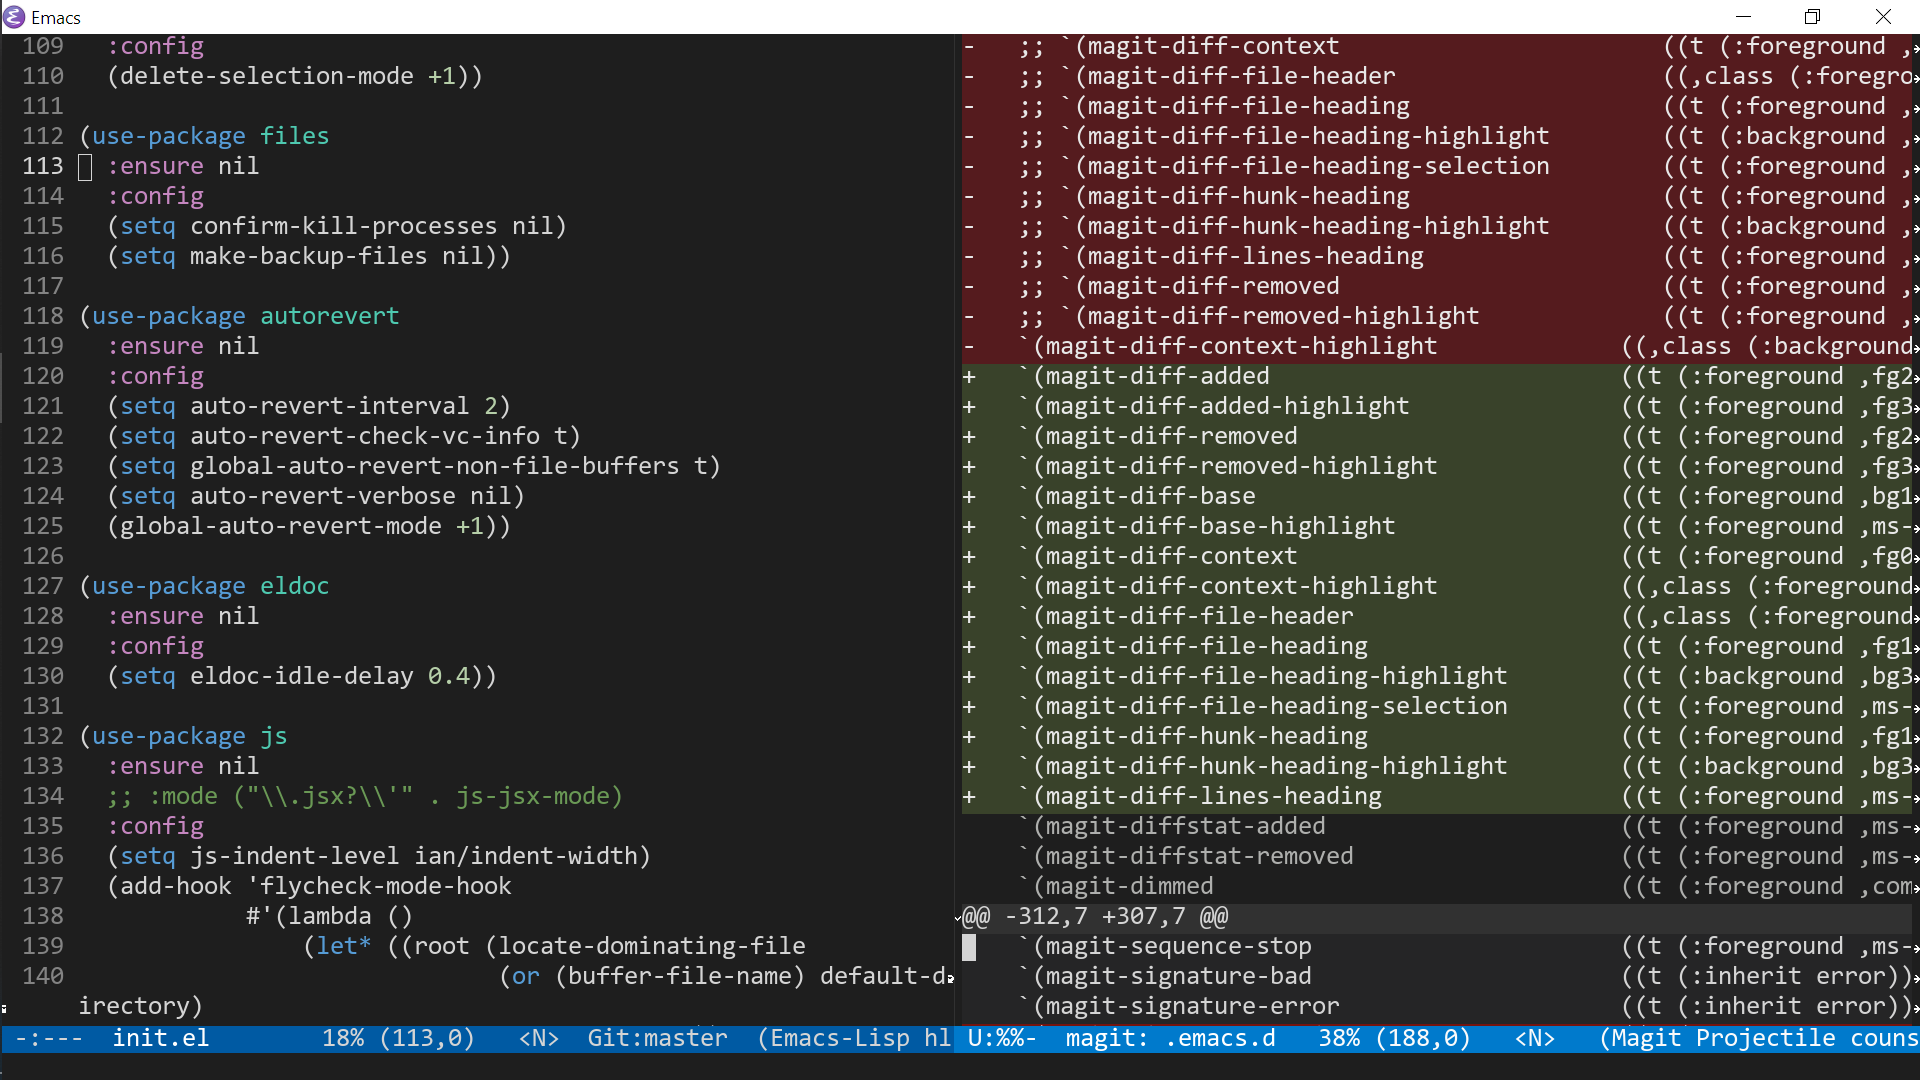 Emacs
109   :config
110   (delete-selection-mode +1))
111
112 (use-package files
113   :ensure nil
114   :config
115   (setq confirm-kill-processes nil)
116   (setq make-backup-files nil))
117
118 (use-package autorevert
119   :ensure nil
120   :config
121   (setq auto-revert-interval 2)
122   (setq auto-revert-check-vc-info t)
123   (setq global-auto-revert-non-file-buffers t)
124   (setq auto-revert-verbose nil)
125   (global-auto-revert-mode +1))
126
127 (use-package eldoc
128   :ensure nil
129   :config
130   (setq eldoc-idle-delay 0.4))
131
132 (use-package js
133   :ensure nil
134   ;; :mode ("\\.jsx?\\'" . js-jsx-mode)
135   :config
136   (setq js-indent-level ian/indent-width)
137   (add-hook 'flycheck-mode-hook
138             #'(lambda ()
139                 (let* ((root (locate-dominating-file
140                               (or (buffer-file-name) default-d
irectory)
-:---  init.el        18% (113,0)   <N>  Git:master  (Emacs-Lisp hl
-   ;; `(magit-diff-context                       ((t (:foreground ,
-   ;; `(magit-diff-file-header                   ((,class (:foregro
-   ;; `(magit-diff-file-heading                  ((t (:foreground ,
-   ;; `(magit-diff-file-heading-highlight        ((t (:background ,
-   ;; `(magit-diff-file-heading-selection        ((t (:foreground ,
-   ;; `(magit-diff-hunk-heading                  ((t (:foreground ,
-   ;; `(magit-diff-hunk-heading-highlight        ((t (:background ,
-   ;; `(magit-diff-lines-heading                 ((t (:foreground ,
-   ;; `(magit-diff-removed                       ((t (:foreground ,
-   ;; `(magit-diff-removed-highlight             ((t (:foreground ,
-   `(magit-diff-context-highlight             ((,class (:background
+   `(magit-diff-added                         ((t (:foreground ,fg2
+   `(magit-diff-added-highlight               ((t (:foreground ,fg3
+   `(magit-diff-removed                       ((t (:foreground ,fg2
+   `(magit-diff-removed-highlight             ((t (:foreground ,fg3
+   `(magit-diff-base                          ((t (:foreground ,bg1
+   `(magit-diff-base-highlight                ((t (:foreground ,ms-
+   `(magit-diff-context                       ((t (:foreground ,fg0
+   `(magit-diff-context-highlight             ((,class (:foreground
+   `(magit-diff-file-header                   ((,class (:foreground
+   `(magit-diff-file-heading                  ((t (:foreground ,fg1
+   `(magit-diff-file-heading-highlight        ((t (:background ,bg3
+   `(magit-diff-file-heading-selection        ((t (:foreground ,ms-
+   `(magit-diff-hunk-heading                  ((t (:foreground ,fg1
+   `(magit-diff-hunk-heading-highlight        ((t (:background ,bg3
+   `(magit-diff-lines-heading                 ((t (:foreground ,ms-
    `(magit-diffstat-added                     ((t (:foreground ,ms-
    `(magit-diffstat-removed                   ((t (:foreground ,ms-
    `(magit-dimmed                             ((t (:foreground ,com
@@ -312,7 +307,7 @@
    `(magit-sequence-stop                      ((t (:foreground ,ms-
    `(magit-signature-bad                      ((t (:inherit error))
    `(magit-signature-error                    ((t (:inherit error))
U:%%-  magit: .emacs.d   38% (188,0)   <N>   (Magit Projectile couns